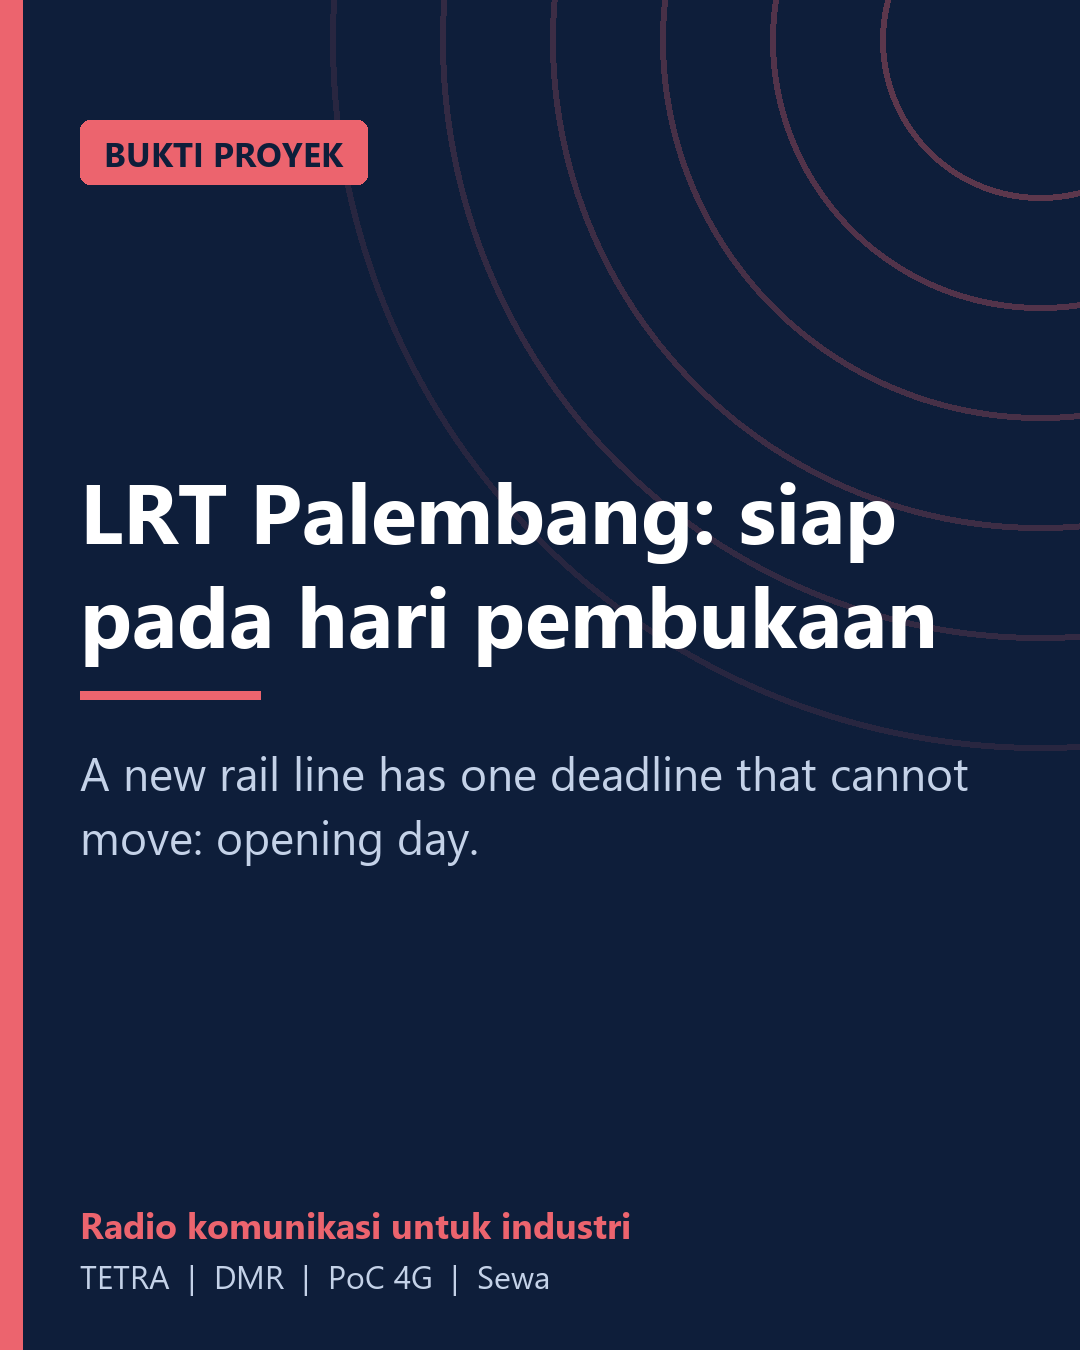 BUKTI PROYEK
LRT Palembang: siap
pada hari pembukaan
A new rail line has one deadline that cannot
move: opening day.
Radio komunikasi untuk industri
TETRA | DMR | PoC 4G | Sewa